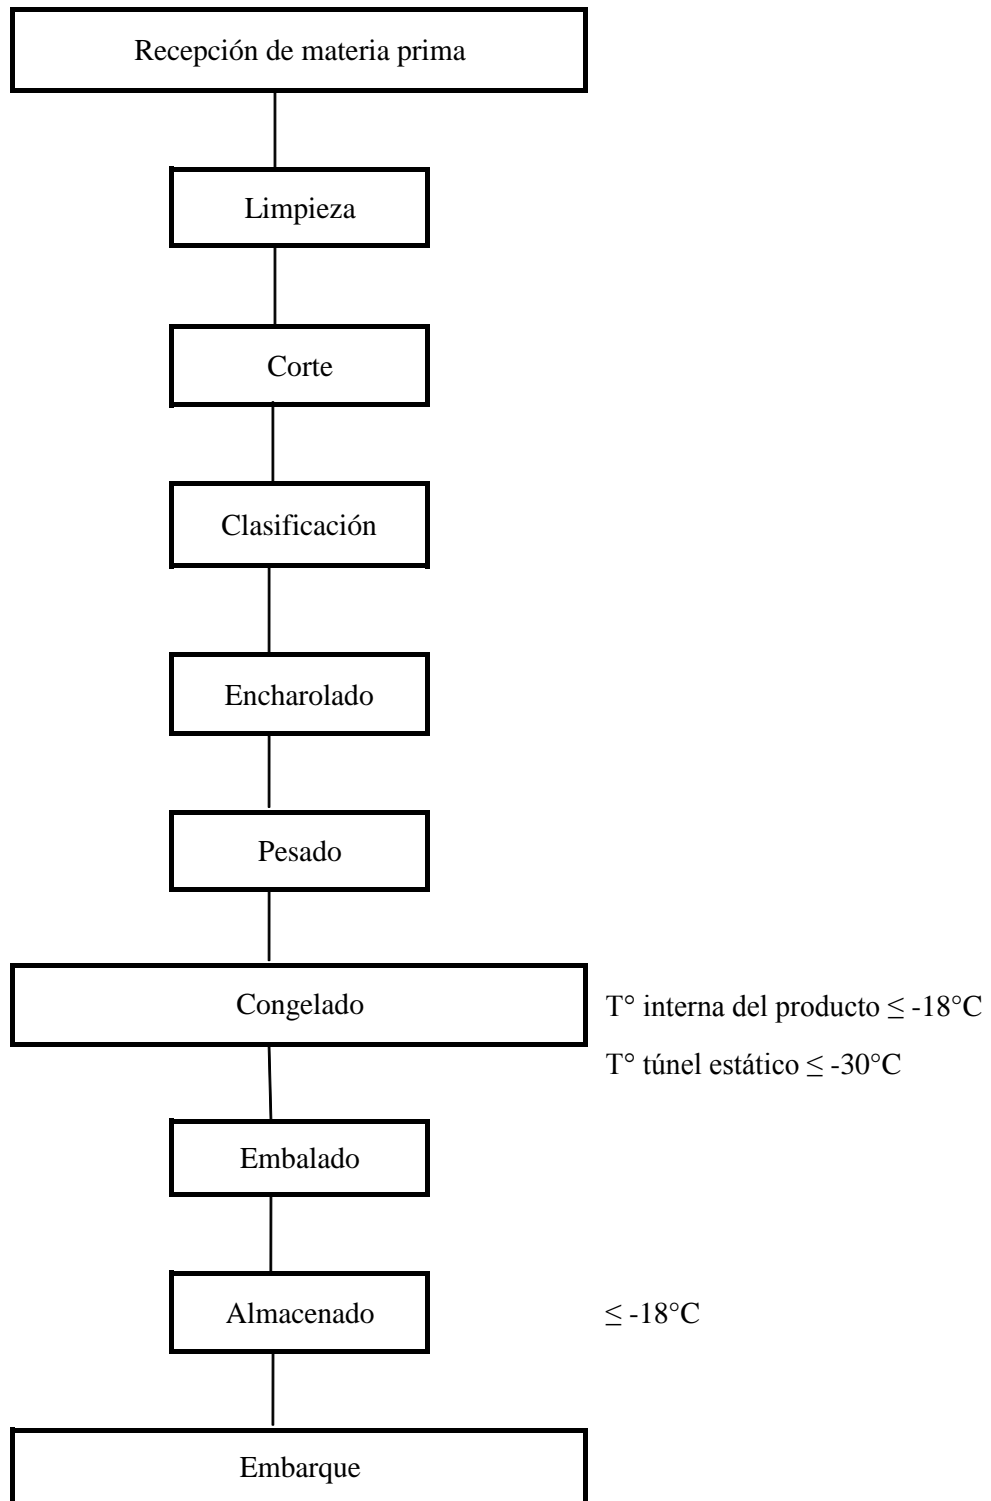 Recepción de materia prima
Limpieza
Corte
Clasificación
Encharolado
Pesado
Congelado
T° interna del producto ≤ -18°C
T° túnel estático ≤ -30°C
Embalado
Almacenado
≤ -18°C
Embarque